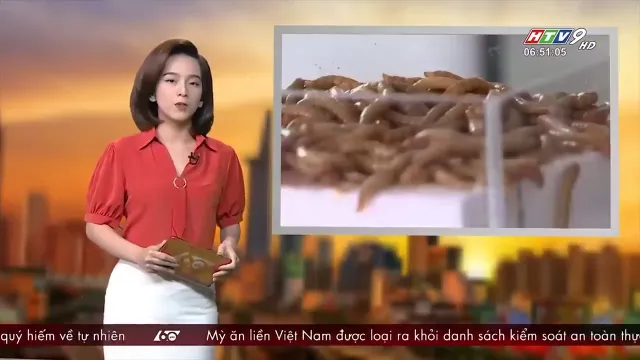 HTV9 HD
06:51:05
quý hiếm về tự nhiên 60 Mỳ ăn liền Việt Nam được loại ra khỏi danh sách kiểm soát an toàn thự